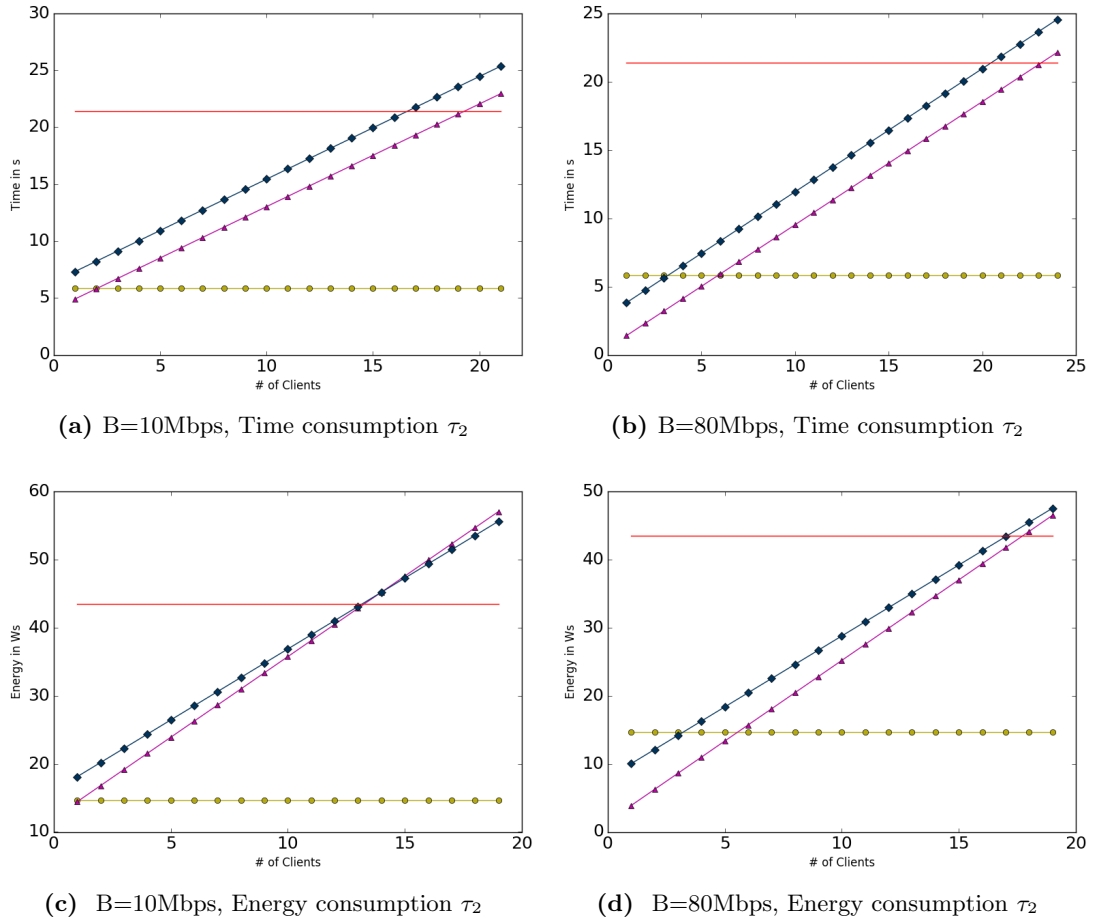 30
25
20
15
10
5
0
Time in s
0 5 10 15 20
# of Clients
(a) B=10Mbps, Time consumption τ₂
25
20
15
10
5
0
Time in s
0 5 10 15 20 25
# of Clients
(b) B=80Mbps, Time consumption τ₂
60
50
40
30
20
10
Energy in Ws
0 5 10 15 20
# of Clients
(c) B=10Mbps, Energy consumption τ₂
50
40
30
20
10
0
Energy in Ws
0 5 10 15 20
# of Clients
(d) B=80Mbps, Energy consumption τ₂